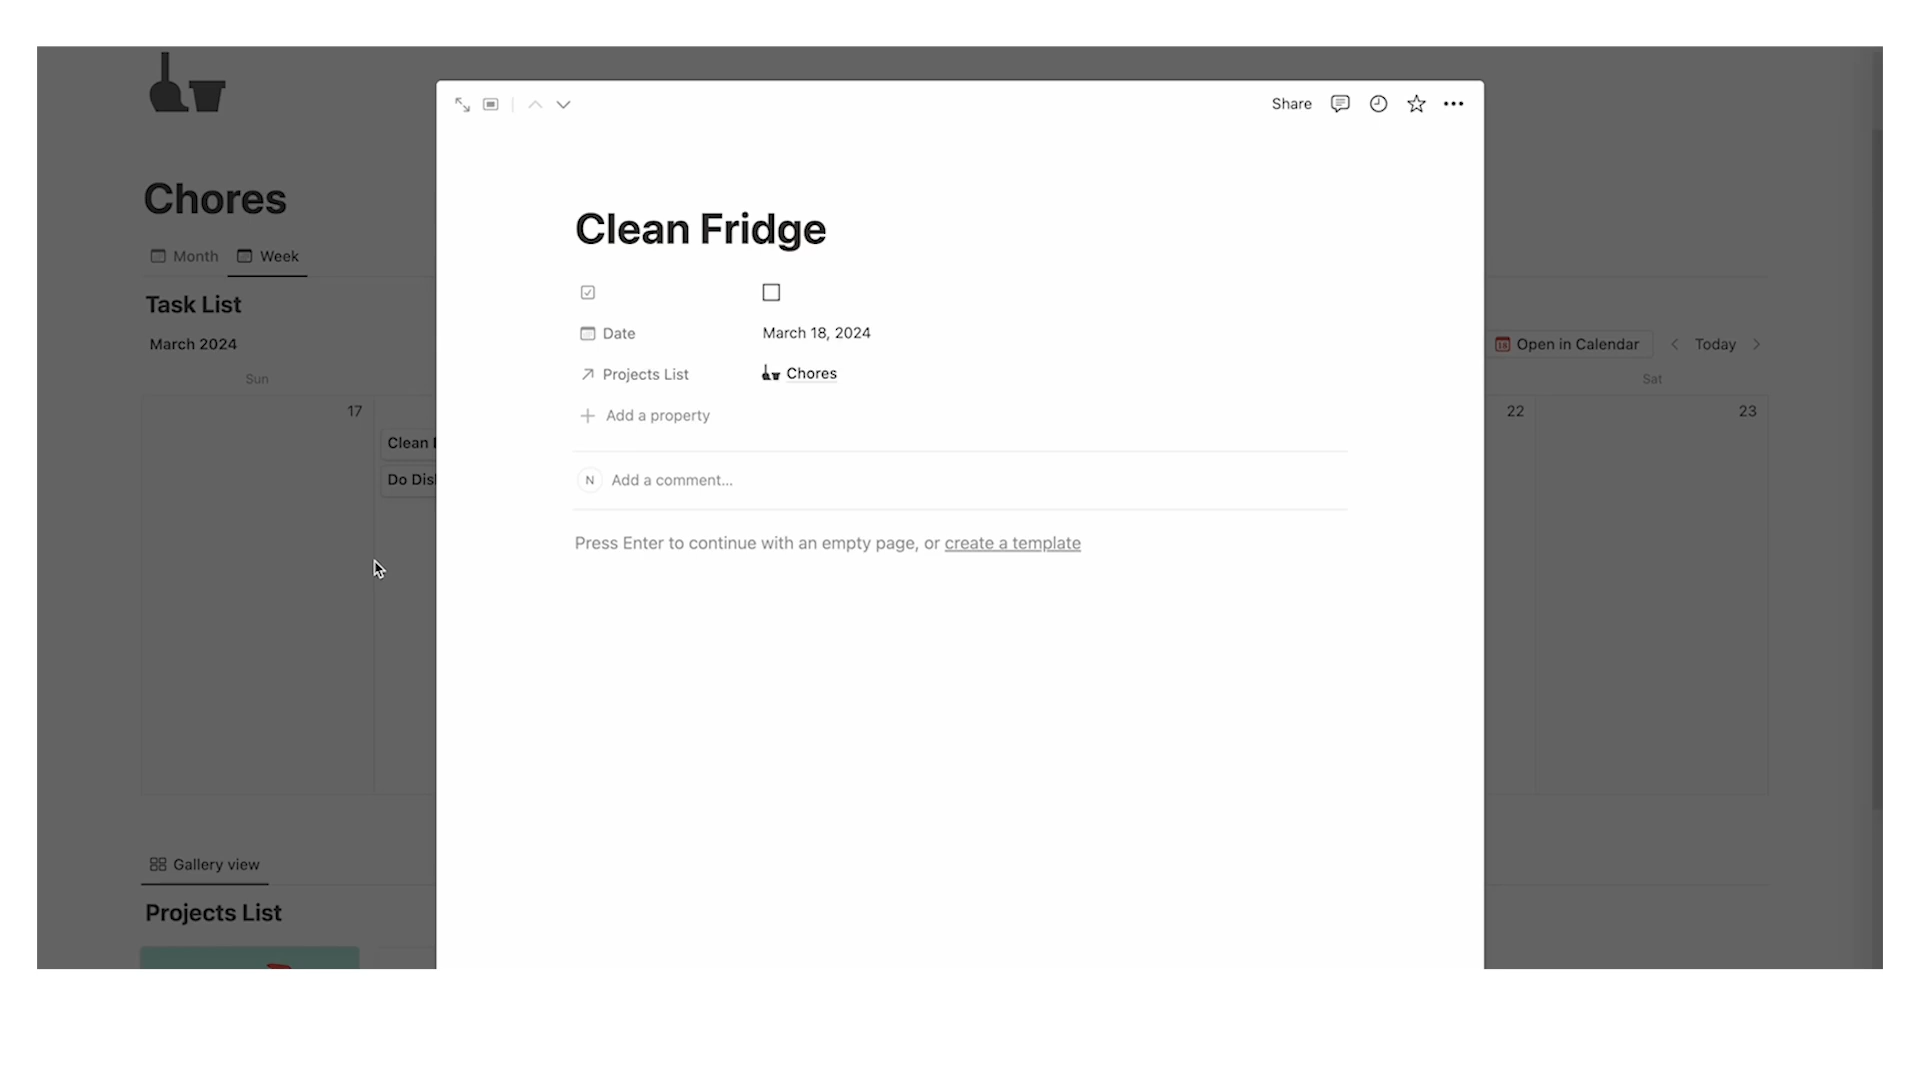 Share
Clean Fridge
Chores
Month
Week
Task List
Date
March 18, 2024
March 2024
Open in Calendar
Today
Projects List
Chores
Sun
Sat
17
22
23
Add a property
Clean
Do Dis
N
Add a comment...
Press Enter to continue with an empty page, or create a template
Gallery view
Projects List